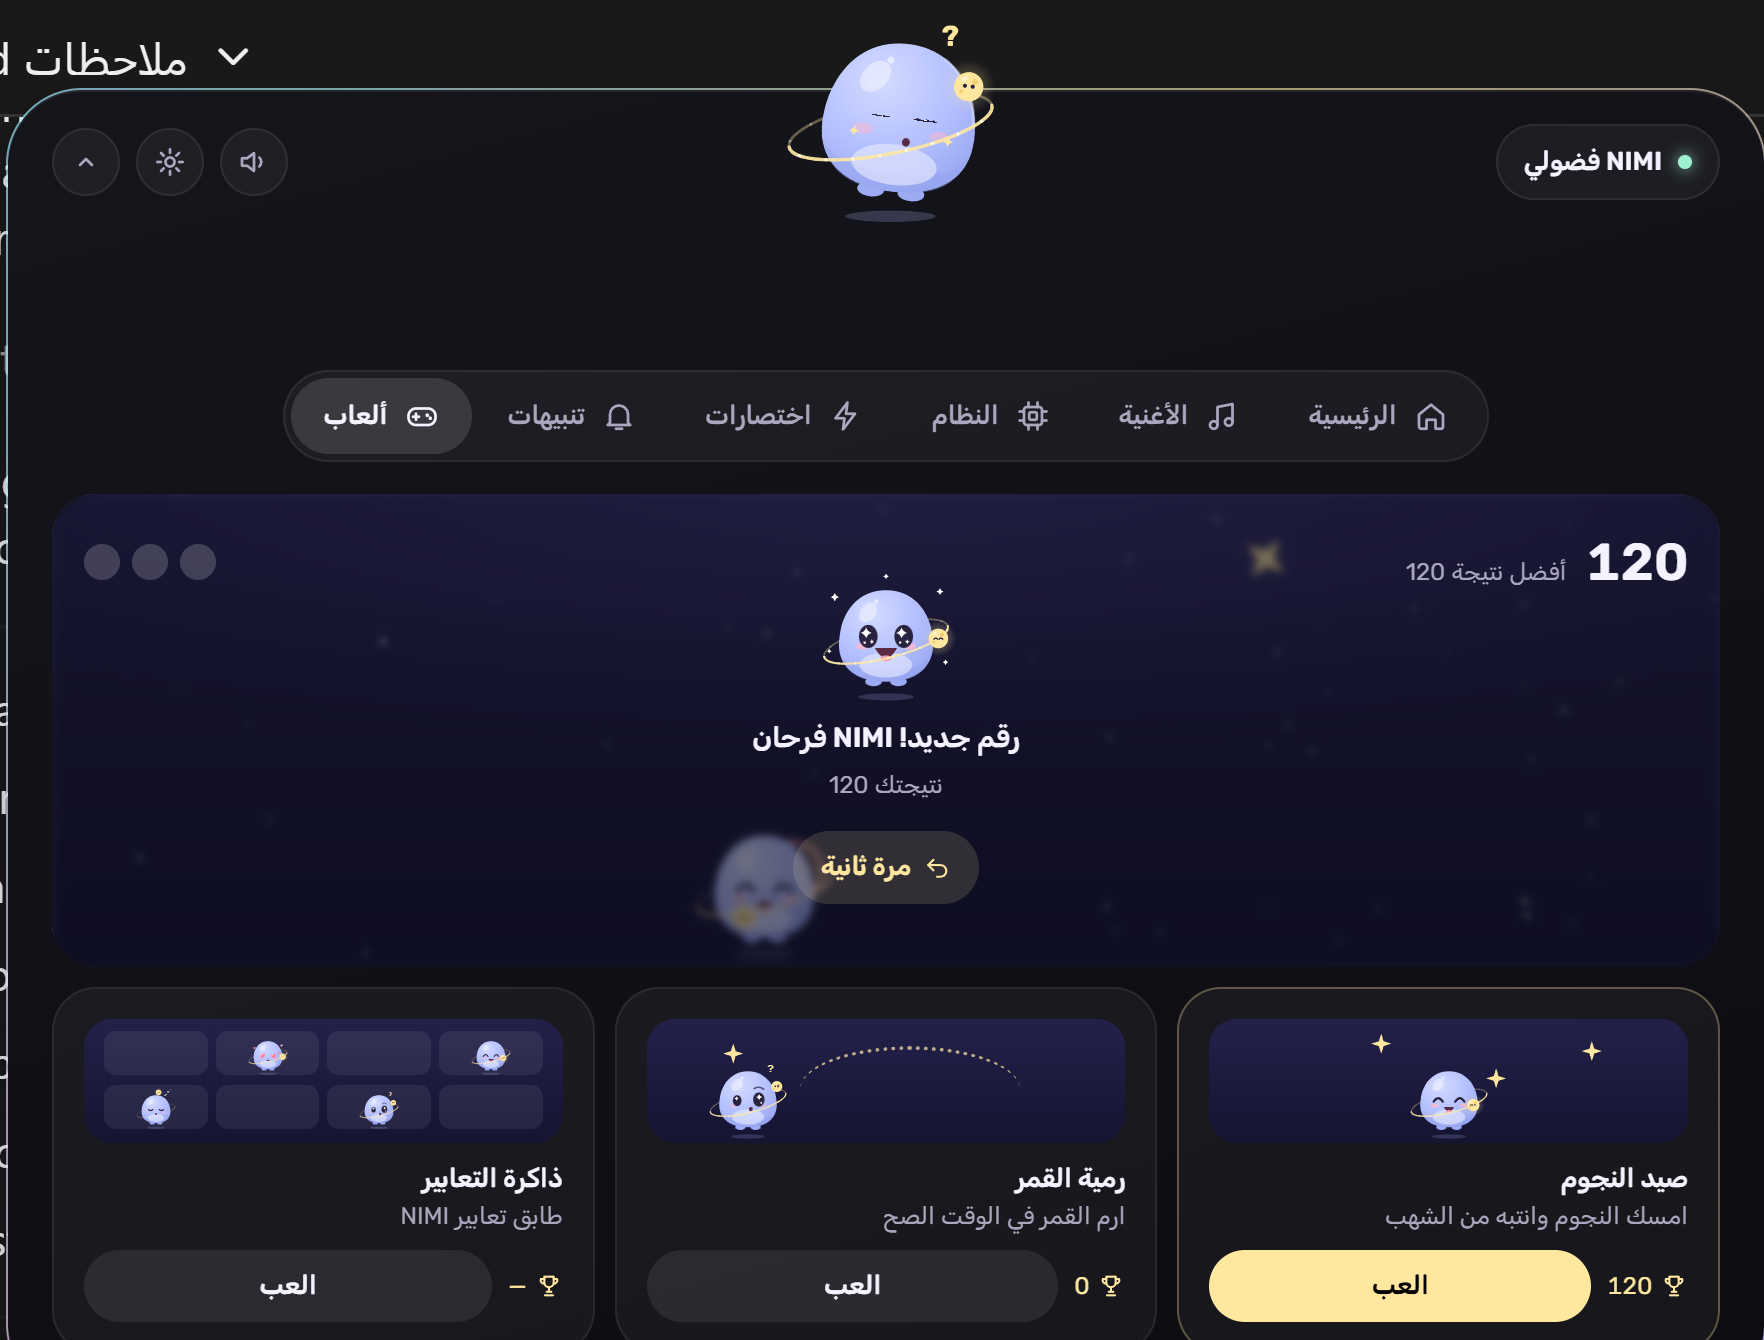 ملاحظات
NIMI فضولي
?
الرئيسية
الأغنية
النظام
اختصارات
تنبيهات
ألعاب
120
أفضل نتيجة 120
رقم جديد! NIMI فرحان
نتيجتك 120
مرة ثانية
صيد النجوم
امسك النجوم وانتبه من الشهب
120
العب
?
رمية القمر
ارم القمر في الوقت الصح
0
العب
ذاكرة التعابير
طابق تعابير NIMI
–
العب